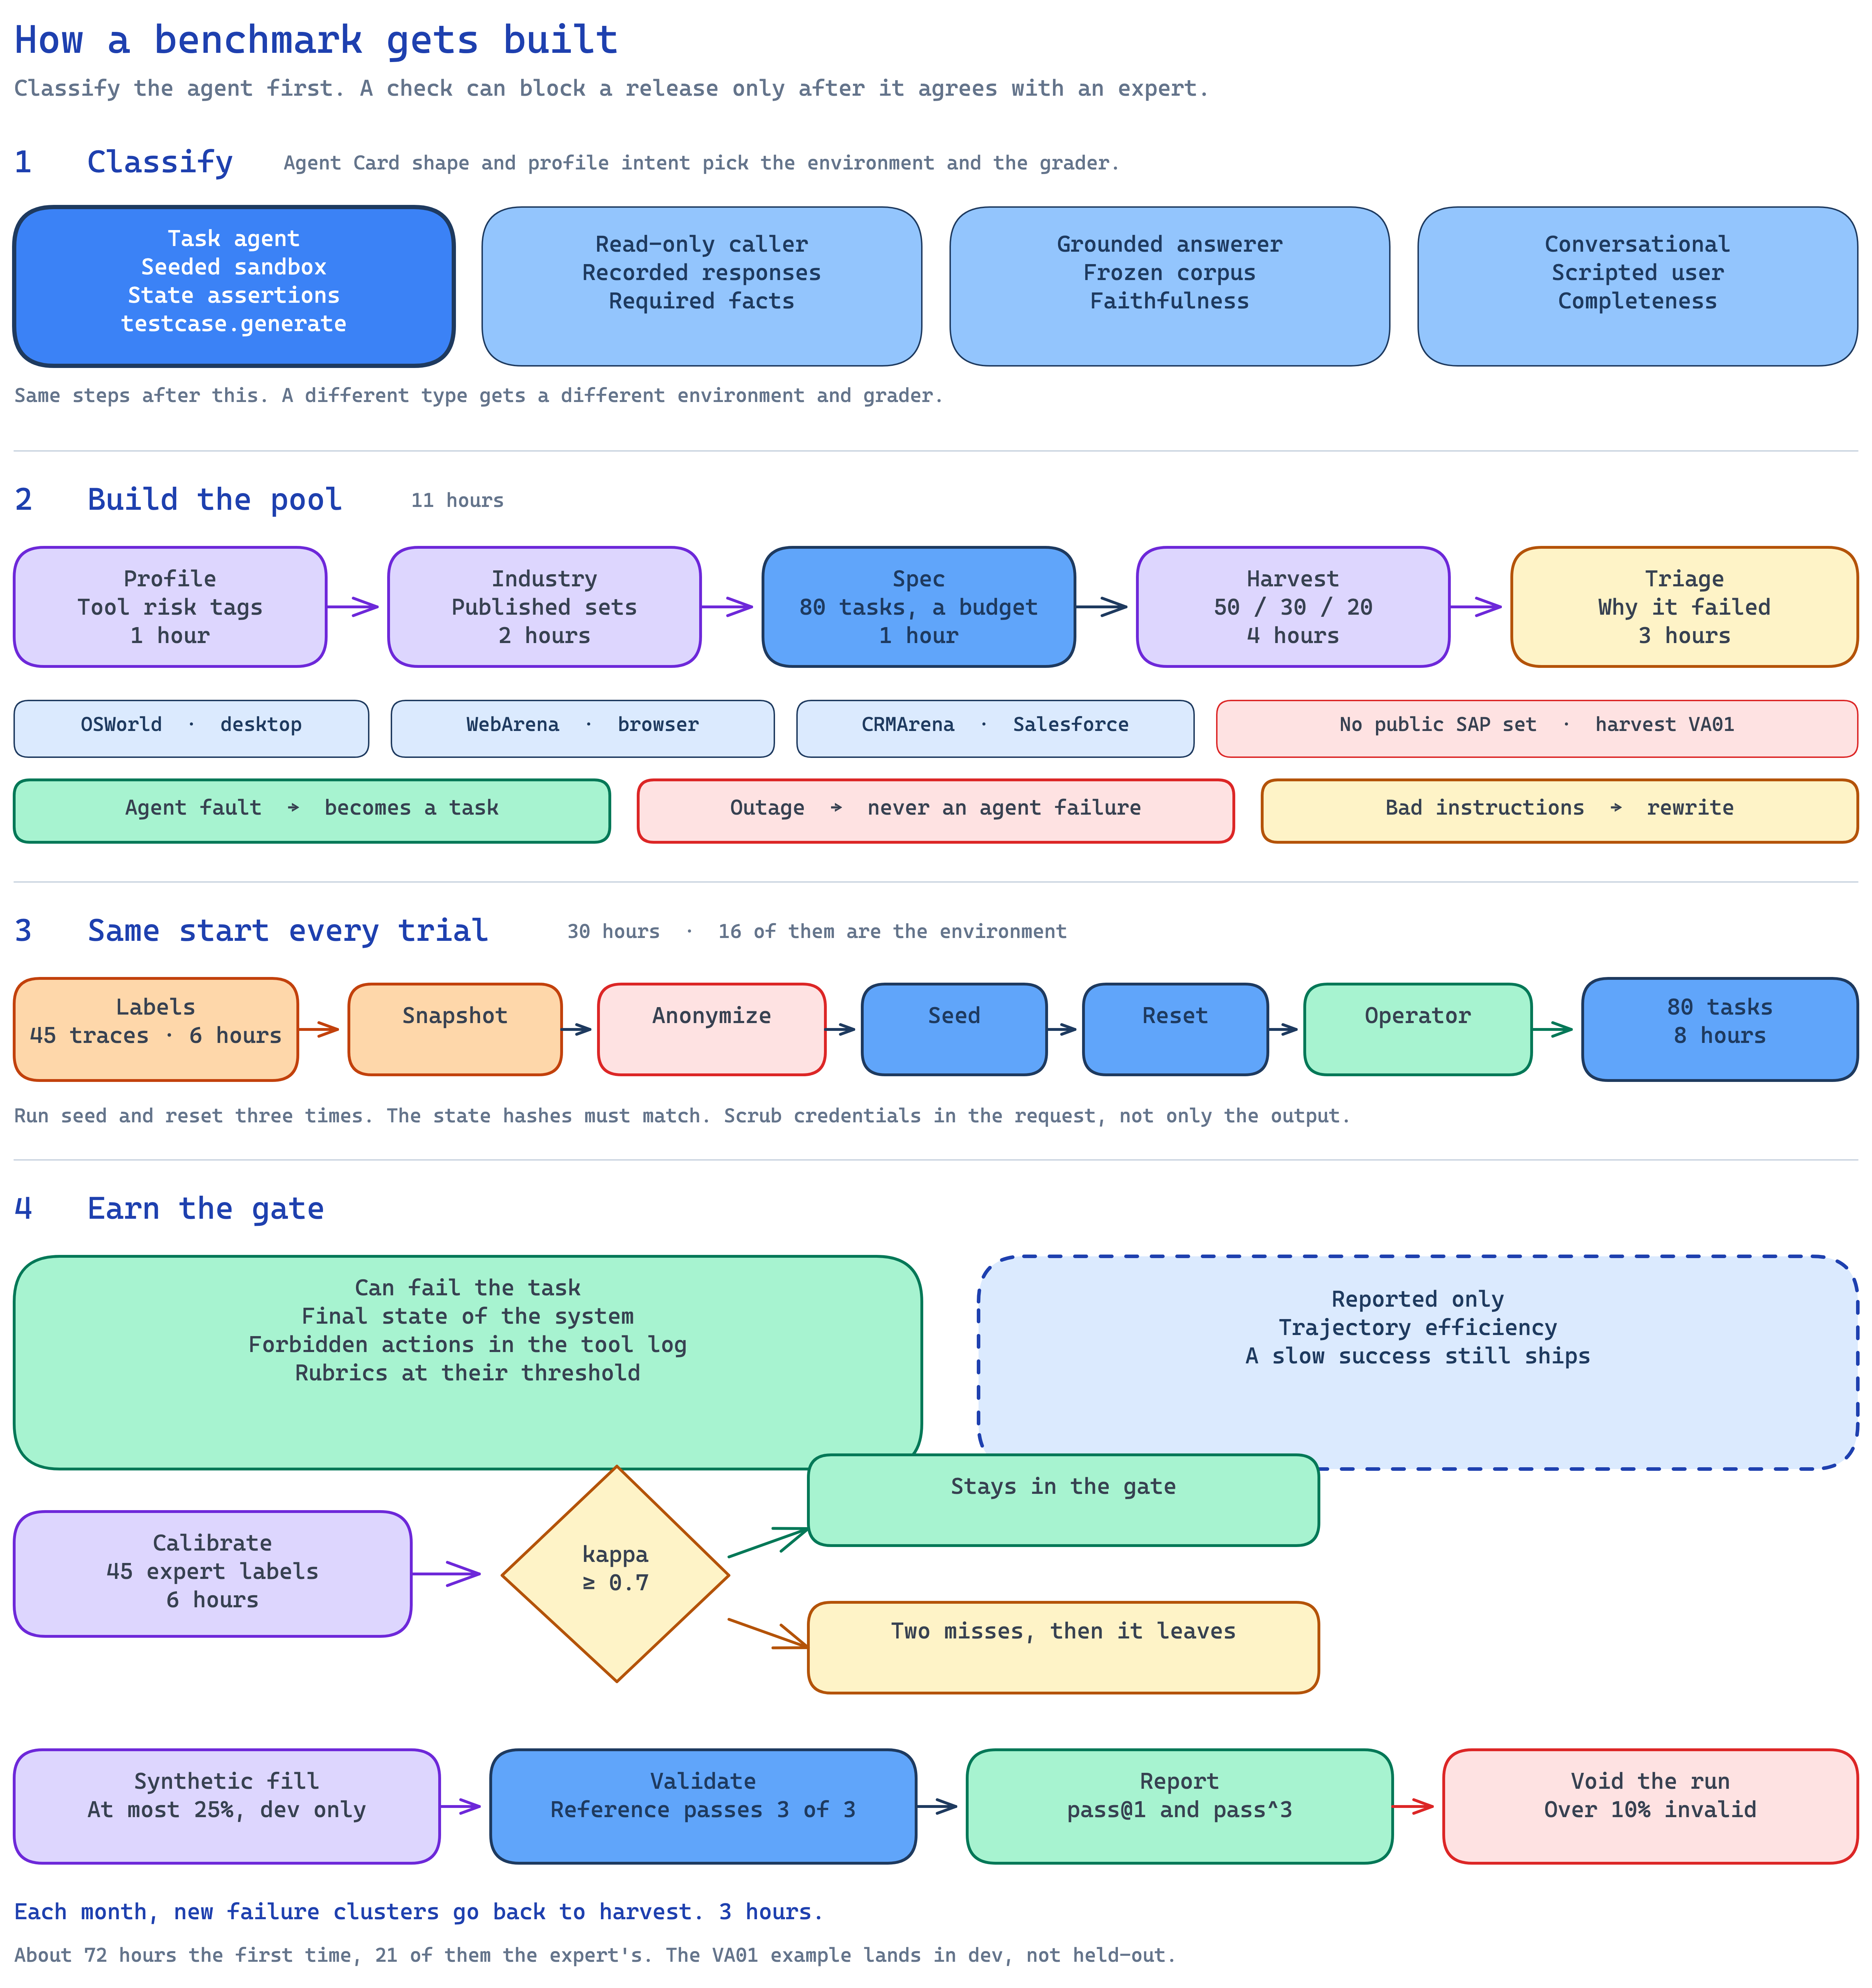 How a benchmark gets built
Classify the agent first. A check can block a release only after it agrees with an expert.
1 Classify Agent Card shape and profile intent pick the environment and the grader.
Task agent
Seeded sandbox
State assertions
testcase.generate
Read-only caller
Recorded responses
Required facts
Grounded answerer
Frozen corpus
Faithfulness
Conversational
Scripted user
Completeness
Same steps after this. A different type gets a different environment and grader.
2 Build the pool 11 hours
Profile
Tool risk tags
1 hour
Industry
Published sets
2 hours
Spec
80 tasks, a budget
1 hour
Harvest
50 / 30 / 20
4 hours
Triage
Why it failed
3 hours
OSWorld · desktop
WebArena · browser
CRMArena · Salesforce
No public SAP set · harvest VA01
Agent fault → becomes a task
Outage → never an agent failure
Bad instructions → rewrite
3 Same start every trial 30 hours · 16 of them are the environment
Labels
45 traces · 6 hours
Snapshot
Anonymize
Seed
Reset
Operator
80 tasks
8 hours
Run seed and reset three times. The state hashes must match. Scrub credentials in the request, not only the output.
4 Earn the gate
Can fail the task
Final state of the system
Forbidden actions in the tool log
Rubrics at their threshold
Reported only
Trajectory efficiency
A slow success still ships
Calibrate
45 expert labels
6 hours
kappa
≥ 0.7
Stays in the gate
Two misses, then it leaves
Synthetic fill
At most 25%, dev only
Validate
Reference passes 3 of 3
Report
pass@1 and pass^3
Void the run
Over 10% invalid
Each month, new failure clusters go back to harvest. 3 hours.
About 72 hours the first time, 21 of them the expert's. The VA01 example lands in dev, not held-out.